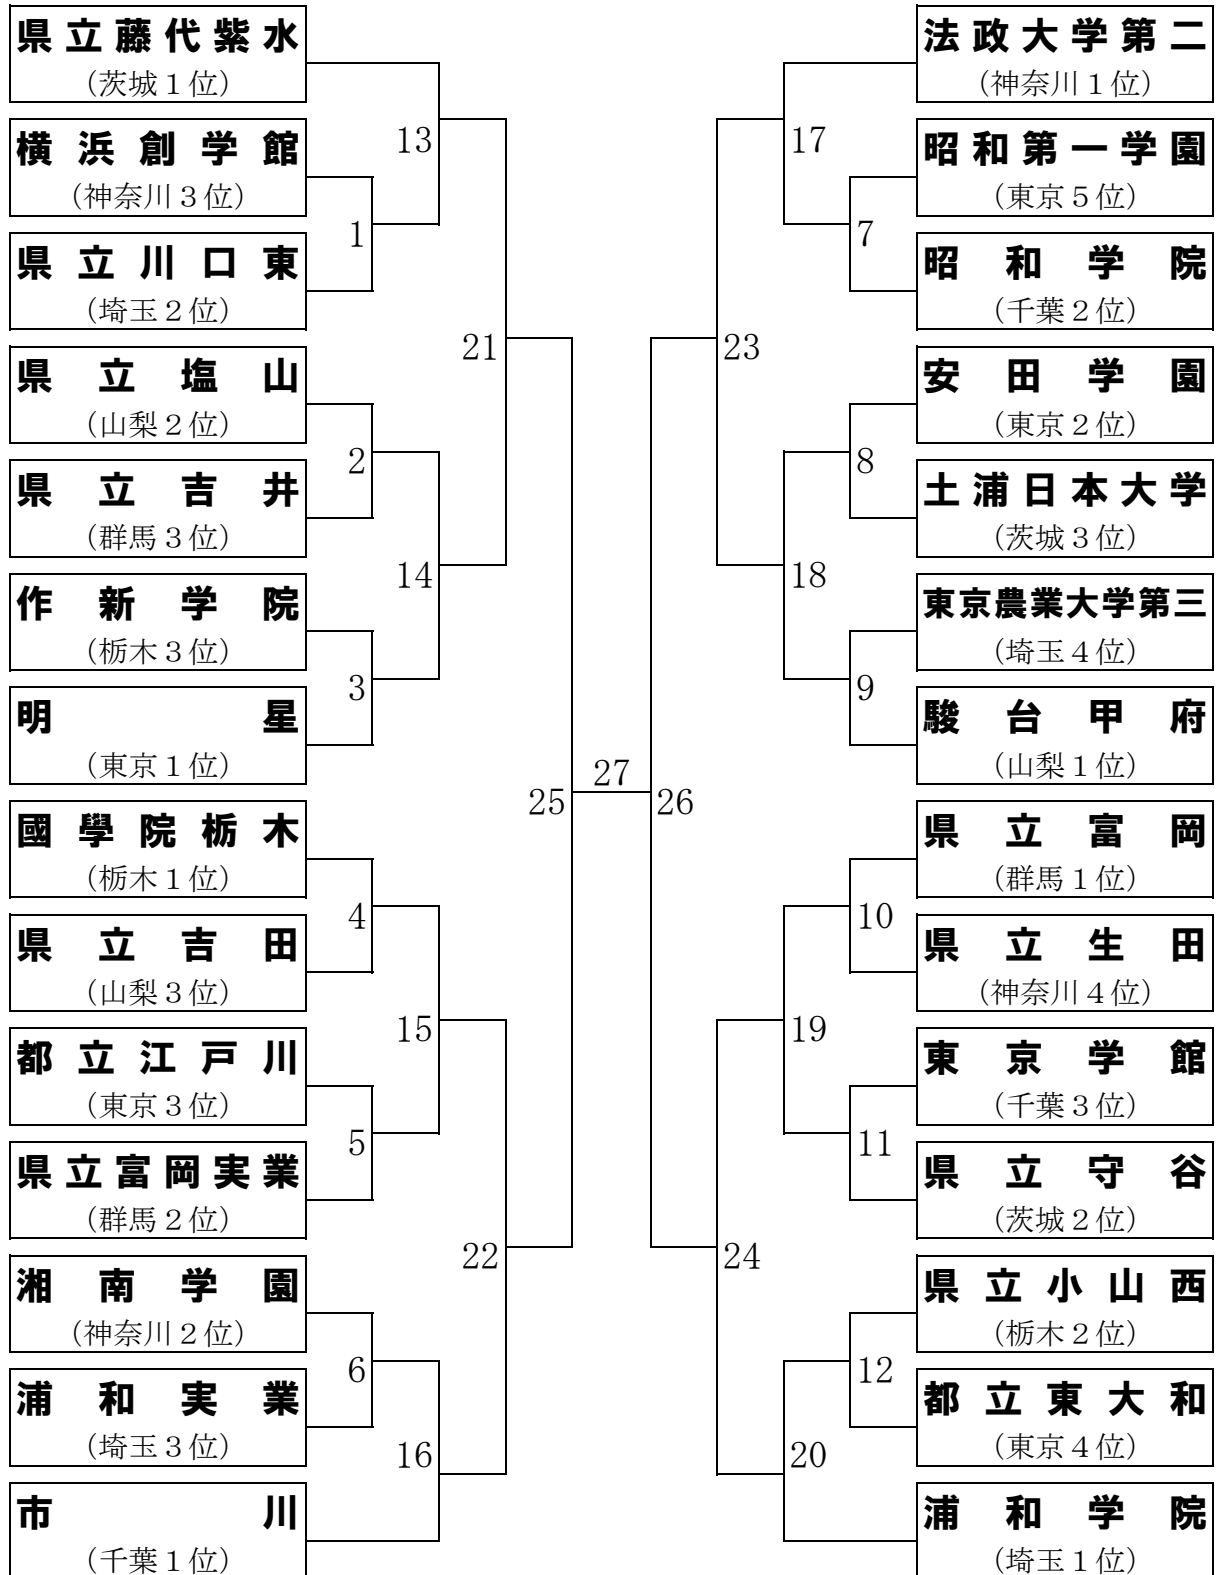 県立藤代紫水
（茨城１位）
横浜創学館
（神奈川３位）
県立川口東
（埼玉２位）
県立塩山
（山梨２位）
県立吉井
（群馬３位）
作新学院
（栃木３位）
明星
（東京１位）
國學院栃木
（栃木１位）
県立吉田
（山梨３位）
都立江戸川
（東京３位）
県立富岡実業
（群馬２位）
湘南学園
（神奈川２位）
浦和実業
（埼玉３位）
市川
（千葉１位）
1
2
3
4
5
6
13
14
15
16
21
22
25
27
26
23
24
17
18
19
20
7
8
9
10
11
12
法政大学第二
（神奈川１位）
昭和第一学園
（東京５位）
昭和学院
（千葉２位）
安田学園
（東京２位）
土浦日本大学
（茨城３位）
東京農業大学第三
（埼玉４位）
駿台甲府
（山梨１位）
県立富岡
（群馬１位）
県立生田
（神奈川４位）
東京学館
（千葉３位）
県立守谷
（茨城２位）
県立小山西
（栃木２位）
都立東大和
（東京４位）
浦和学院
（埼玉１位）